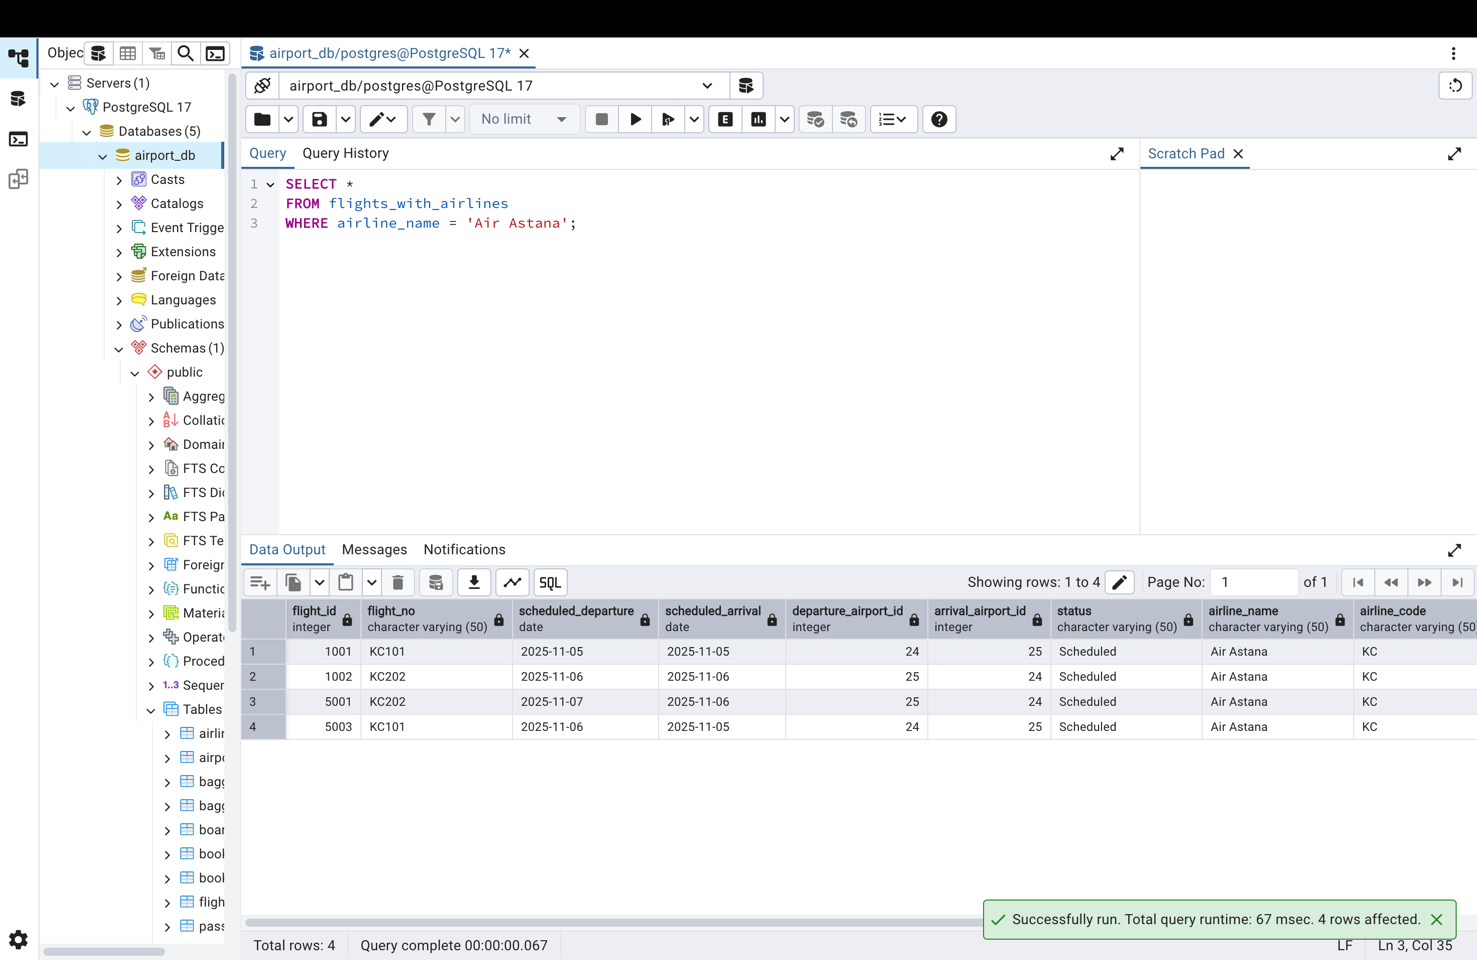 Objec
airport_db/postgres@PostgreSQL 17*
Servers (1)
PostgreSQL 17
Databases (5)
airport_db
Casts
Catalogs
Event Trigge
Extensions
Foreign Data
Languages
Publications
Schemas (1)
public
Aggreg
Collatio
Domair
FTS Co
FTS Dic
Aa FTS Pa
FTS Te
Foreign
Functic
Materia
Operat
Proced
1..3 Sequer
Tables
airlin
airpo
bagg
bagg
boar
book
book
fligh
pass
airport_db/postgres@PostgreSQL 17
No limit
E
Query Query History
Scratch Pad
1 SELECT *
2 FROM flights_with_airlines
3 WHERE airline_name = 'Air Astana';
Data Output Messages Notifications
SQL
Showing rows: 1 to 4 Page No: 1 of 1
flight_id flight_no scheduled_departure scheduled_arrival departure_airport_id arrival_airport_id status airline_name airline_code
integer character varying (50) date date integer integer character varying (50) character varying (50) character varying (50
1 1001 KC101 2025-11-05 2025-11-05 24 25 Scheduled Air Astana KC
2 1002 KC202 2025-11-06 2025-11-06 25 24 Scheduled Air Astana KC
3 5001 KC202 2025-11-07 2025-11-06 25 24 Scheduled Air Astana KC
4 5003 KC101 2025-11-06 2025-11-05 24 25 Scheduled Air Astana KC
Successfully run. Total query runtime: 67 msec. 4 rows affected.
Total rows: 4 Query complete 00:00:00.067 LF Ln 3, Col 35